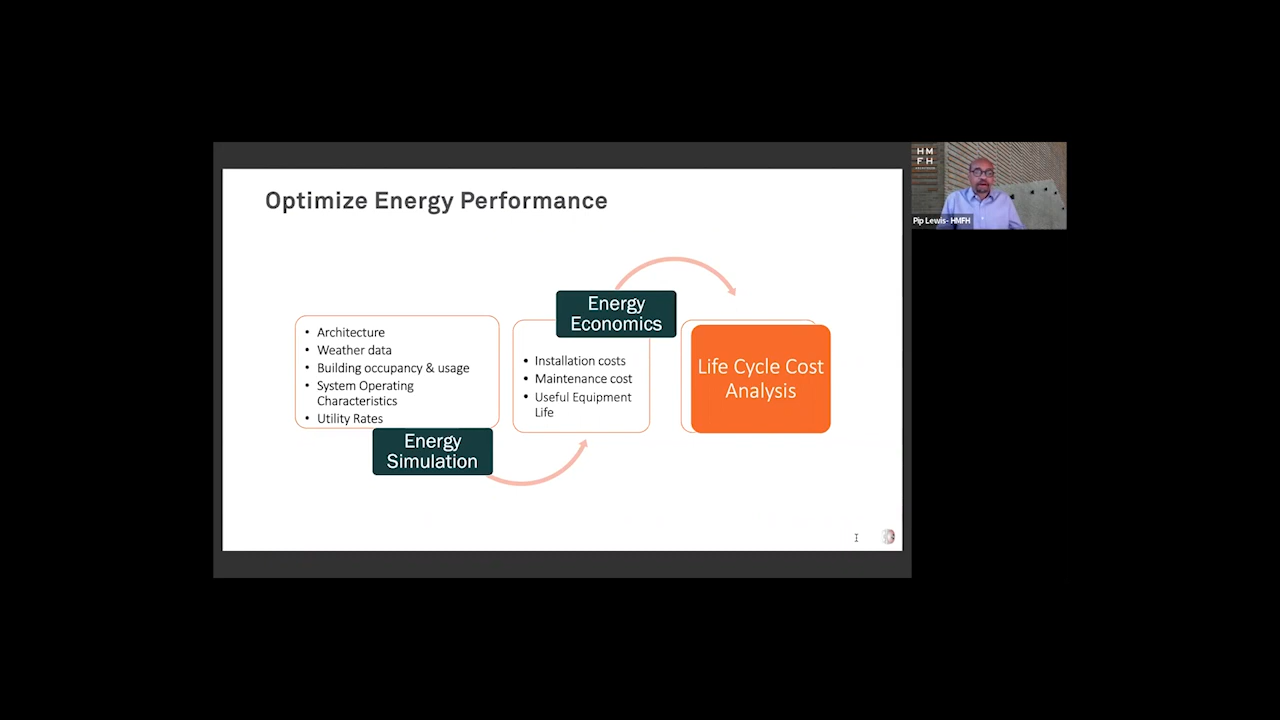 Optimize Energy Performance
• Architecture
• Weather data
• Building occupancy & usage
• System Operating
Characteristics
• Utility Rates
Energy
Simulation
Energy
Economics
• Installation costs
• Maintenance cost
• Useful Equipment
Life
Life Cycle Cost
Analysis
H M
F H
Pip Lewis- HMFH